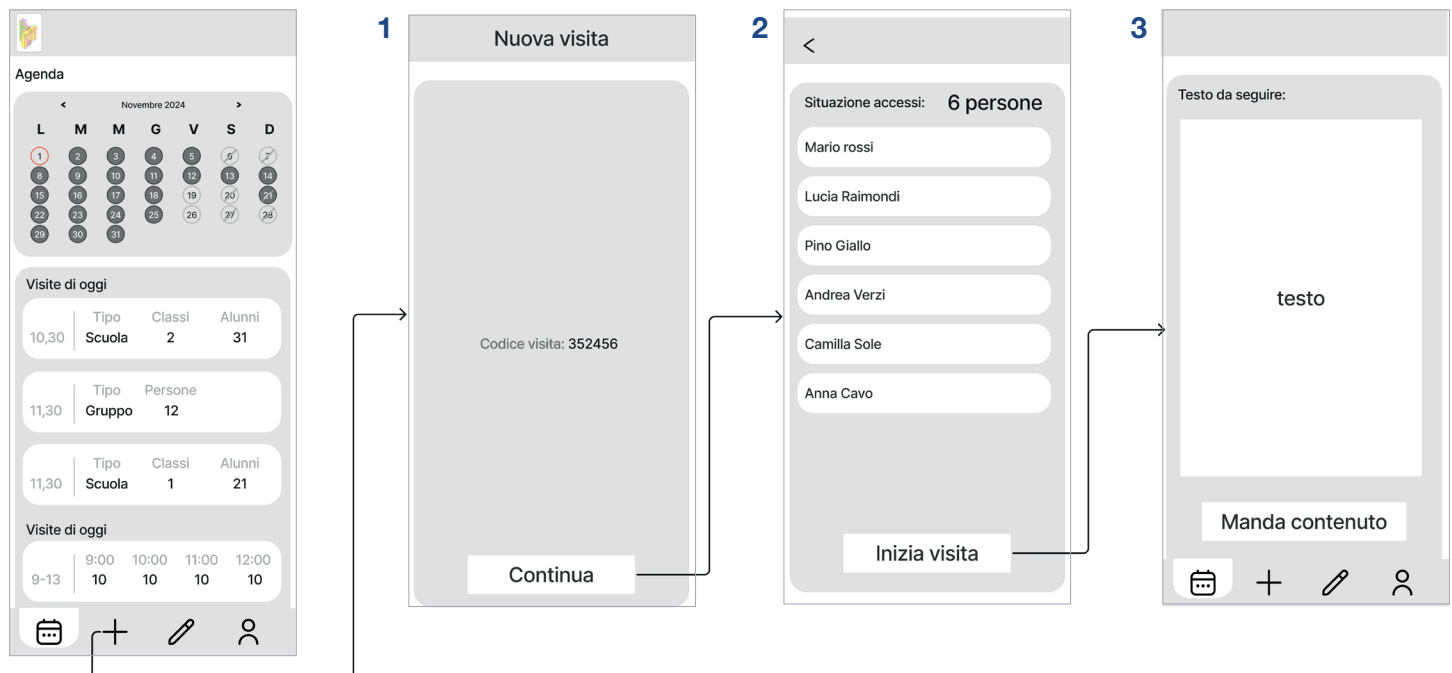 Agenda
Novembre 2024
L M M G V S D
1 2 3 4 5 6 7
8 9 10 11 12 13 14
15 16 17 18 19 20 21
22 23 24 25 26 27 28
29 30 31
Visite di oggi
Tipo Classi Alunni
10,30 Scuola 2 31
Tipo Persone
11,30 Gruppo 12
Tipo Classi Alunni
11,30 Scuola 1 21
Visite di oggi
9:00 10:00 11:00 12:00
9-13 10 10 10 10
1
Nuova visita
Codice visita: 352456
Continua
2
<
Situazione accessi: 6 persone
Mario rossi
Lucia Raimondi
Pino Giallo
Andrea Verzi
Camilla Sole
Anna Cavo
Inizia visita
3
Testo da seguire:
testo
Manda contenuto